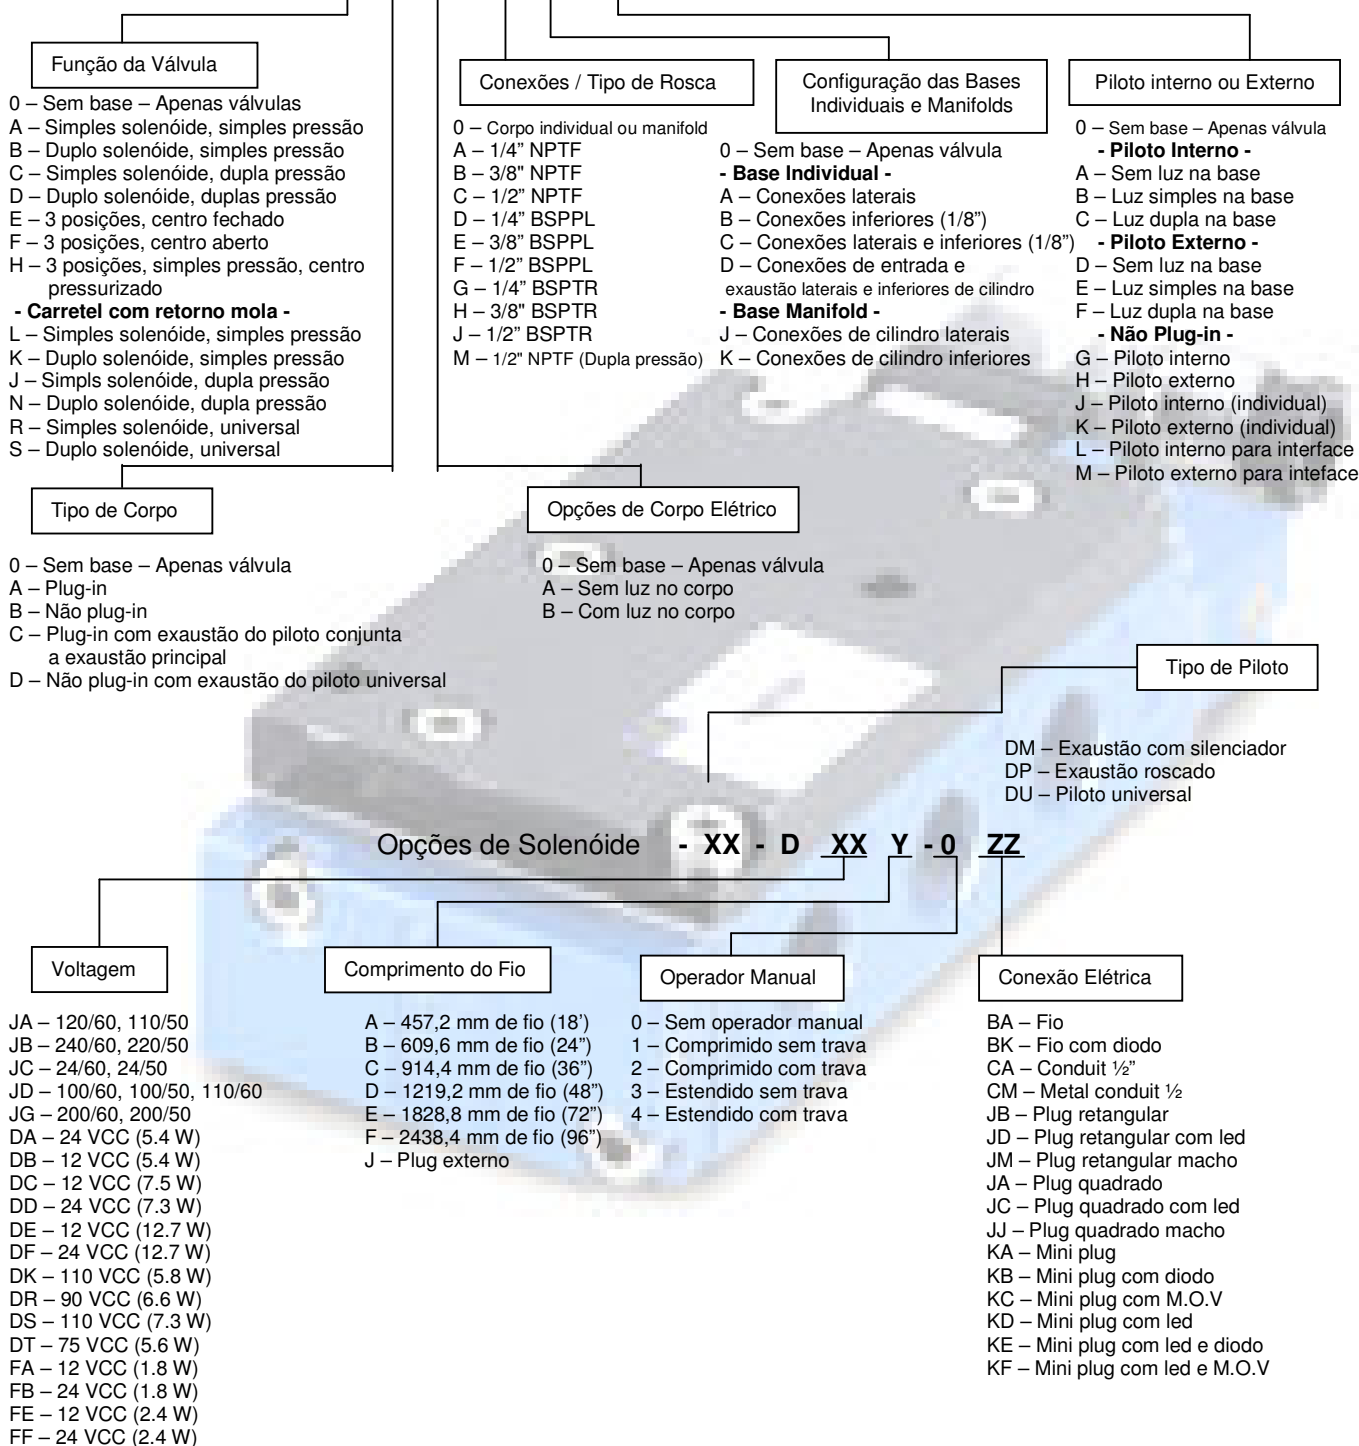 Função da Válvula
0 – Sem base – Apenas válvulas
A – Simples solenóide, simples pressão
B – Duplo solenóide, simples pressão
C – Simples solenóide, dupla pressão
D – Duplo solenóide, duplas pressão
E – 3 posições, centro fechado
F – 3 posições, centro aberto
H – 3 posições, simples pressão, centro
pressurizado
- Carretel com retorno mola -
L – Simples solenóide, simples pressão
K – Duplo solenóide, simples pressão
J – Simpls solenóide, dupla pressão
N – Duplo solenóide, dupla pressão
R – Simples solenóide, universal
S – Duplo solenóide, universal
Conexões / Tipo de Rosca
0 – Corpo individual ou manifold
A – 1/4” NPTF
B – 3/8" NPTF
C – 1/2” NPTF
D – 1/4” BSPPL
E – 3/8” BSPPL
F – 1/2” BSPPL
G – 1/4” BSPTR
H – 3/8” BSPTR
J – 1/2” BSPTR
M – 1/2" NPTF (Dupla pressão)
Configuração das Bases
Individuais e Manifolds
0 – Sem base – Apenas válvula
- Base Individual -
A – Conexões laterais
B – Conexões inferiores (1/8”)
C – Conexões laterais e inferiores (1/8”)
D – Conexões de entrada e
exaustão laterais e inferiores de cilindro
- Base Manifold -
J – Conexões de cilindro laterais
K – Conexões de cilindro inferiores
Piloto interno ou Externo
0 – Sem base – Apenas válvula
- Piloto Interno -
A – Sem luz na base
B – Luz simples na base
C – Luz dupla na base
- Piloto Externo -
D – Sem luz na base
E – Luz simples na base
F – Luz dupla na base
- Não Plug-in -
G – Piloto interno
H – Piloto externo
J – Piloto interno (individual)
K – Piloto externo (individual)
L – Piloto interno para interface
M – Piloto externo para inteface
Tipo de Corpo
0 – Sem base – Apenas válvula
A – Plug-in
B – Não plug-in
C – Plug-in com exaustão do piloto conjunta
a exaustão principal
D – Não plug-in com exaustão do piloto universal
Opções de Corpo Elétrico
0 – Sem base – Apenas válvula
A – Sem luz no corpo
B – Com luz no corpo
Tipo de Piloto
DM – Exaustão com silenciador
DP – Exaustão roscado
DU – Piloto universal
Opções de Solenóide - XX - D XX Y - 0 ZZ
Voltagem
JA – 120/60, 110/50
JB – 240/60, 220/50
JC – 24/60, 24/50
JD – 100/60, 100/50, 110/60
JG – 200/60, 200/50
DA – 24 VCC (5.4 W)
DB – 12 VCC (5.4 W)
DC – 12 VCC (7.5 W)
DD – 24 VCC (7.3 W)
DE – 12 VCC (12.7 W)
DF – 24 VCC (12.7 W)
DK – 110 VCC (5.8 W)
DR – 90 VCC (6.6 W)
DS – 110 VCC (7.3 W)
DT – 75 VCC (5.6 W)
FA – 12 VCC (1.8 W)
FB – 24 VCC (1.8 W)
FE – 12 VCC (2.4 W)
FF – 24 VCC (2.4 W)
Comprimento do Fio
A – 457,2 mm de fio (18’)
B – 609,6 mm de fio (24”)
C – 914,4 mm de fio (36”)
D – 1219,2 mm de fio (48”)
E – 1828,8 mm de fio (72”)
F – 2438,4 mm de fio (96”)
J – Plug externo
Operador Manual
0 – Sem operador manual
1 – Comprimido sem trava
2 – Comprimido com trava
3 – Estendido sem trava
4 – Estendido com trava
Conexão Elétrica
BA – Fio
BK – Fio com diodo
CA – Conduit ½”
CM – Metal conduit ½
JB – Plug retangular
JD – Plug retangular com led
JM – Plug retangular macho
JA – Plug quadrado
JC – Plug quadrado com led
JJ – Plug quadrado macho
KA – Mini plug
KB – Mini plug com diodo
KC – Mini plug com M.O.V
KD – Mini plug com led
KE – Mini plug com led e diodo
KF – Mini plug com led e M.O.V